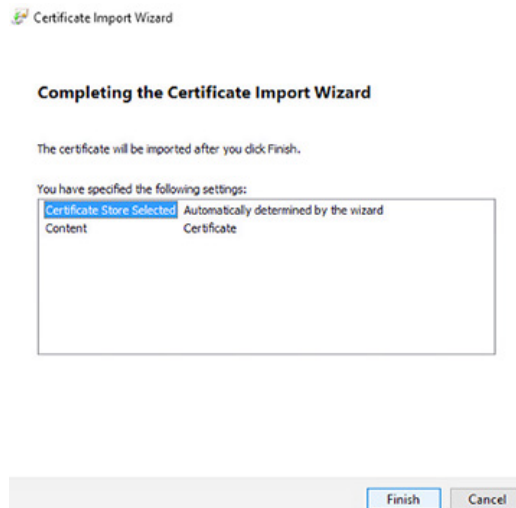 Certificate Import Wizard
Completing the Certificate Import Wizard
The certificate will be imported after you click Finish.
You have specified the following settings:
Certificate Store Selected Automatically determined by the wizard
Content Certificate
Finish Cancel